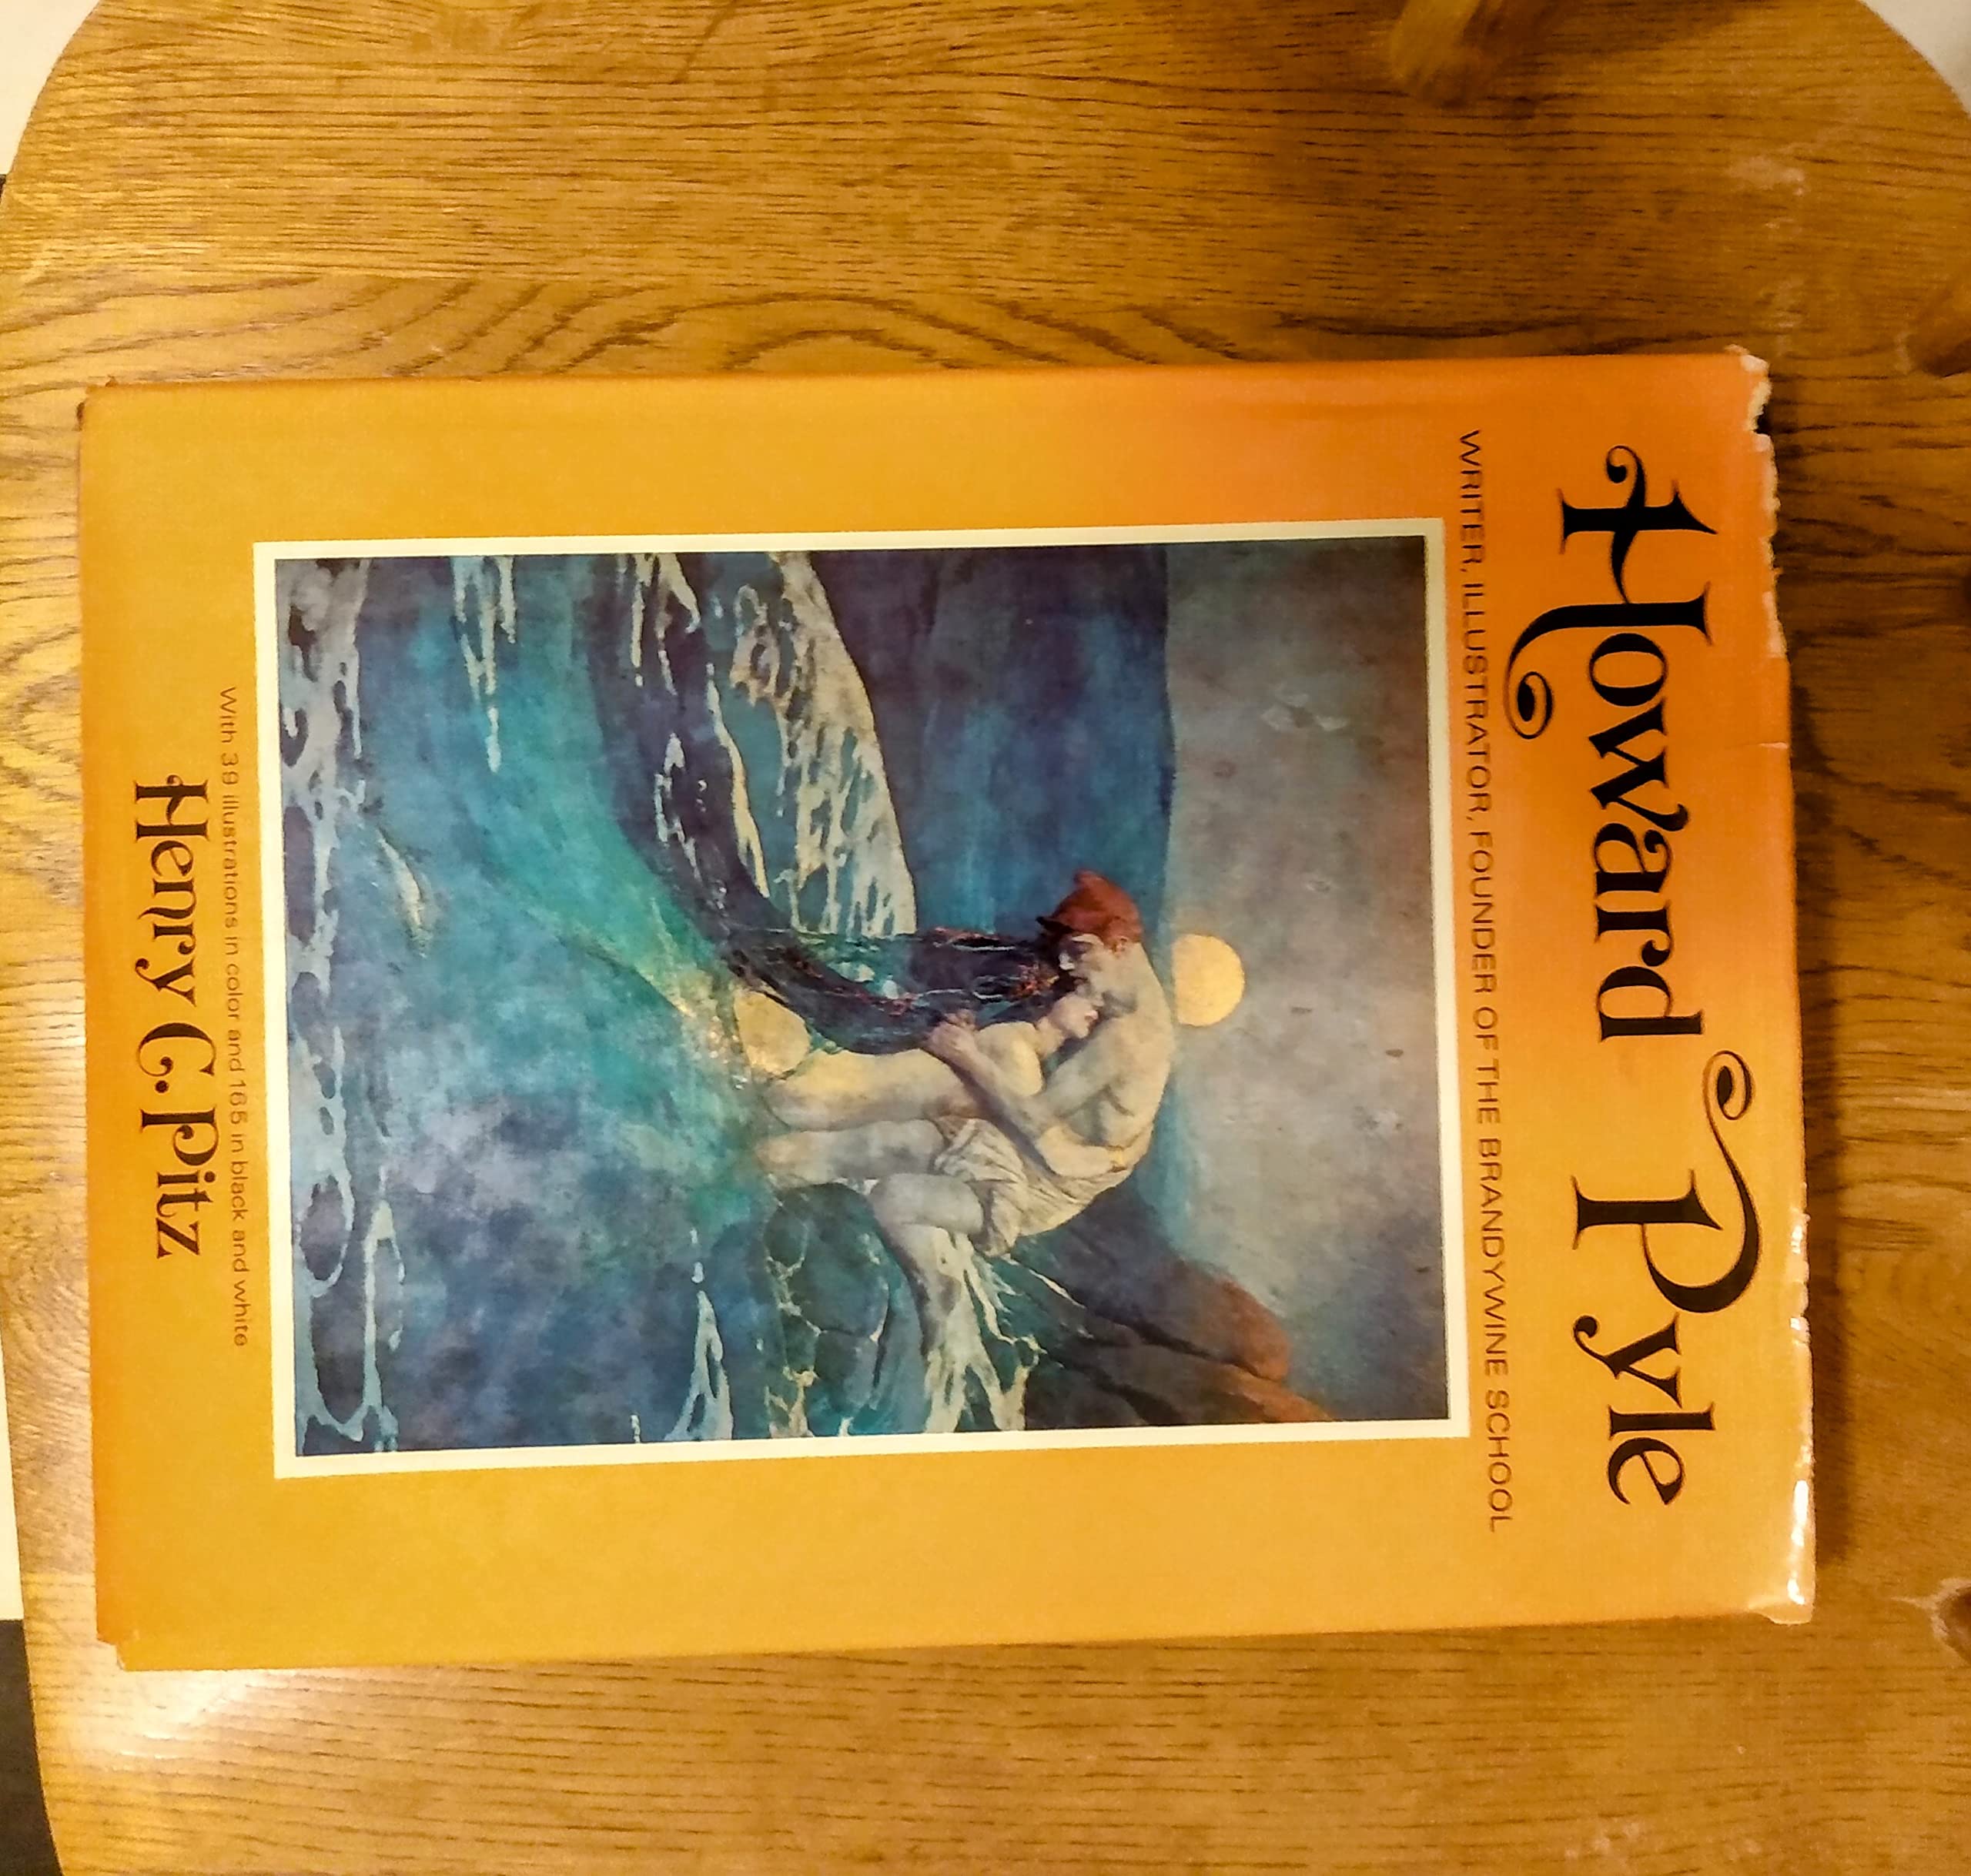 Howard Pyle
WRITER, ILLUSTRATOR, FOUNDER OF THE BRANDYWINE SCHOOL
With 39 illustrations in color and 165 in black and white
Henry C. Pitz